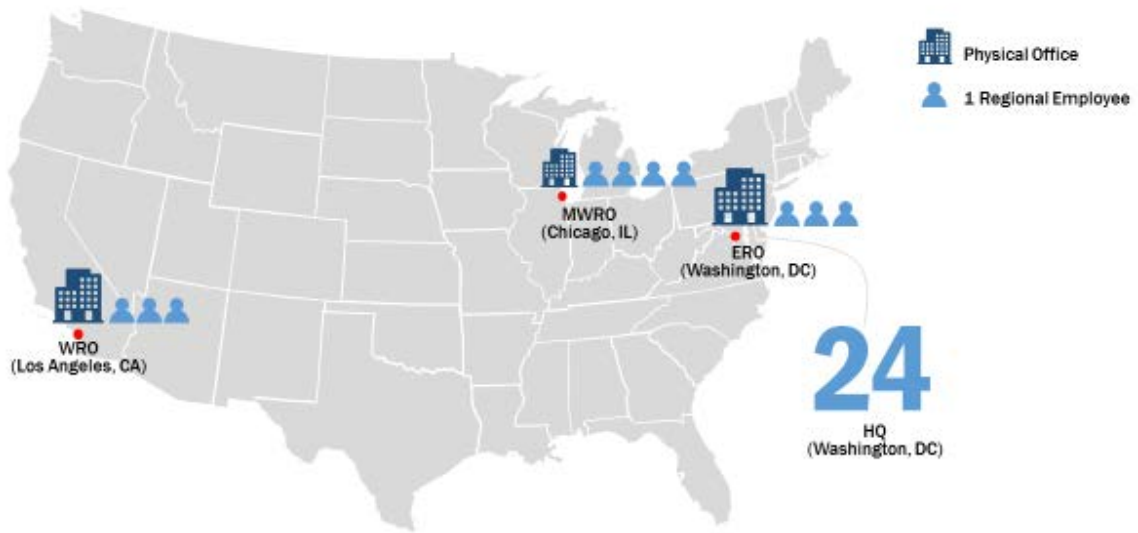 Physical Office
1 Regional Employee
MWRO
(Chicago, IL)
ERO
(Washington, DC)
WRO
(Los Angeles, CA)
24
HQ
(Washington, DC)